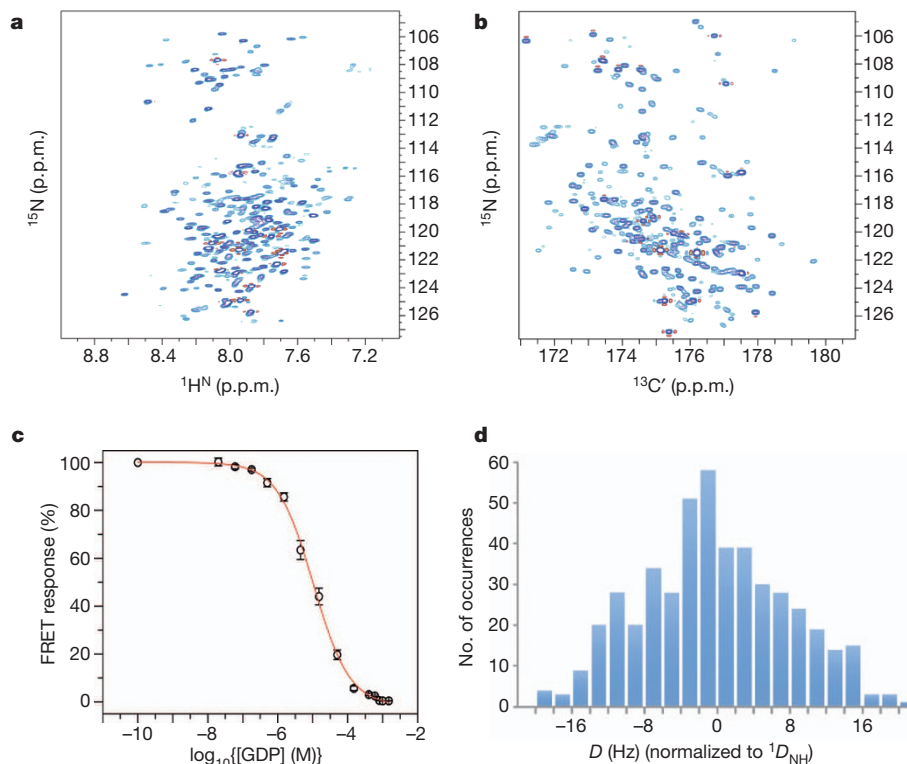 a
106
108
110
112
114
116
118
120
122
124
126
¹⁵N (p.p.m.)
8.8 8.4 8.0 7.6 7.2
¹Hᴺ (p.p.m.)
b
106
108
110
112
114
116
118
120
122
124
126
¹⁵N (p.p.m.)
172 174 176 178 180
¹³C′ (p.p.m.)
c
100
80
60
40
20
0
FRET response (%)
−10 −8 −6 −4 −2
log₁₀{[GDP] (M)}
d
60
50
40
30
20
10
0
No. of occurrences
−16 −8 0 8 16
D (Hz) (normalized to ¹D_NH)